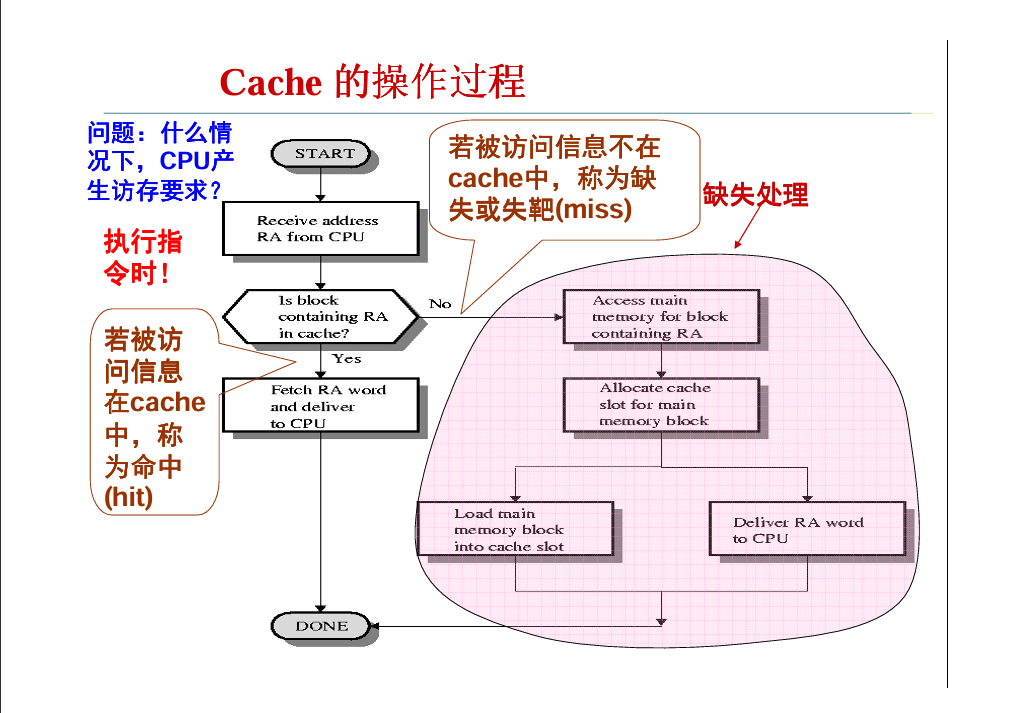 Cache 的操作过程
问题：什么情
况下，CPU产
生访存要求？
执行指
令时！
START
Receive address
RA from CPU
若被访问信息不在
cache中，称为缺
失或失靶(miss)
缺失处理
Is block
containing RA
in cache?
No
Yes
Access main
memory for block
containing RA
若被访
问信息
在cache
中，称
为命中
(hit)
Fetch RA word
and deliver
to CPU
Allocate cache
slot for main
memory block
Load main
memory block
into cache slot
Deliver RA word
to CPU
DONE